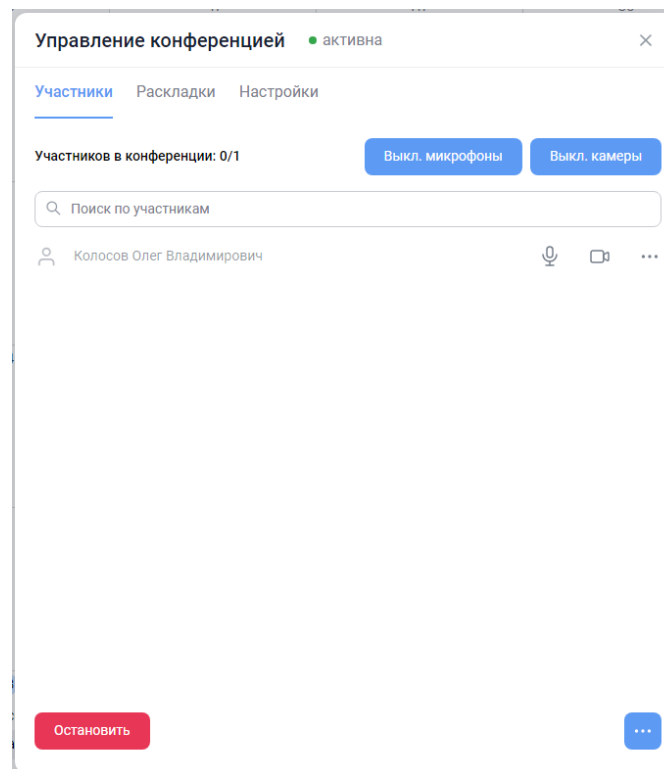 Управление конференцией активна
Участники Раскладки Настройки
Участников в конференции: 0/1 Выкл. микрофоны Выкл. камеры
Поиск по участникам
Колосов Олег Владимирович
Остановить